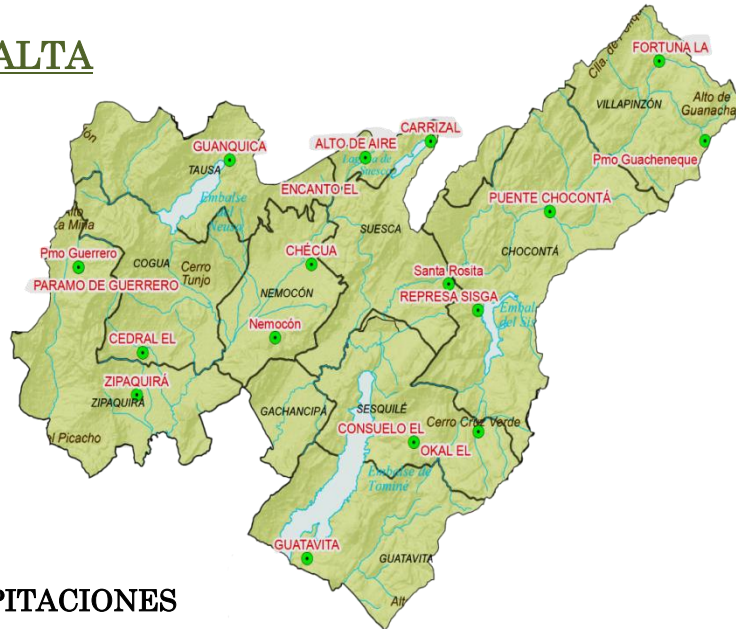 ALTA
FORTUNA LA
VILLAPINZÓN
Alto de
Guanacha
Pmo Guacheneque
CARRIZAL
ALTO DE AIRE
GUANQUICA
TAUSA
ENCANTO EL
Embalse
del
Neusa
PUENTE CHOCONTÁ
SUESCA
CHOCONTÁ
Alto
La Mina
Pmo Guerrero
COGUA
Cerro
Tunjo
CHECUA
PARAMO DE GUERRERO
NEMOCÓN
Santa Rosita
REPRESA SISGA
Embal
del Sis
Nemocón
CEDRAL EL
ZIPAQUIRÁ
ZIPAQUIRÁ
GACHANCIPÁ
SESQUILÉ
Cerro Cruz Verde
l Picacho
CONSUELO EL
OKAL EL
Embalse de
Tominé
GUATAVITA
GUATAVITA
Alt
PITACIONES